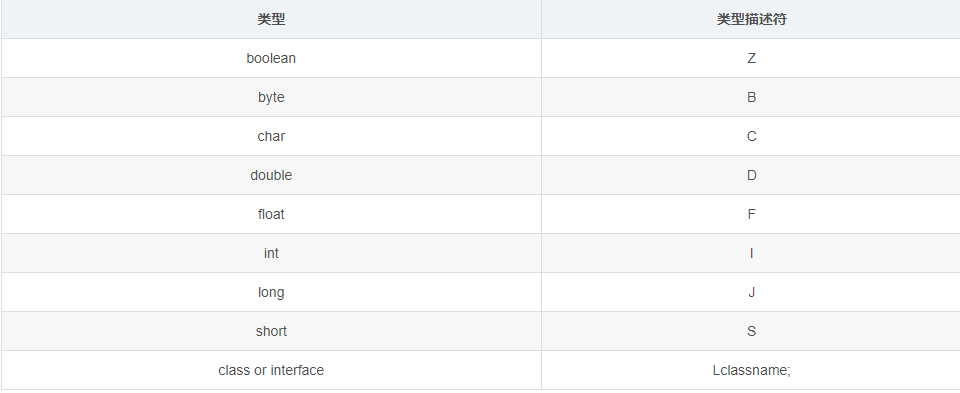 类型 类型描述符
boolean Z
byte B
char C
double D
float F
int I
long J
short S
class or interface Lclassname;